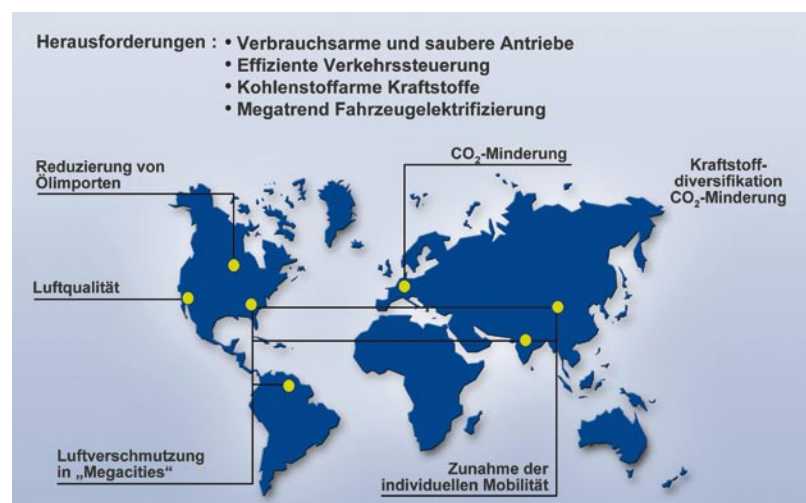 Herausforderungen : • Verbrauchsarme und saubere Antriebe
• Effiziente Verkehrssteuerung
• Kohlenstoffarme Kraftstoffe
• Megatrend Fahrzeugelektrifizierung
CO₂-Minderung
Reduzierung von
Ölimporten
Kraftstoff-
diversifikation
CO₂-Minderung
Luftqualität
Luftverschmutzung
in „Megacities“
Zunahme der
individuellen Mobilität